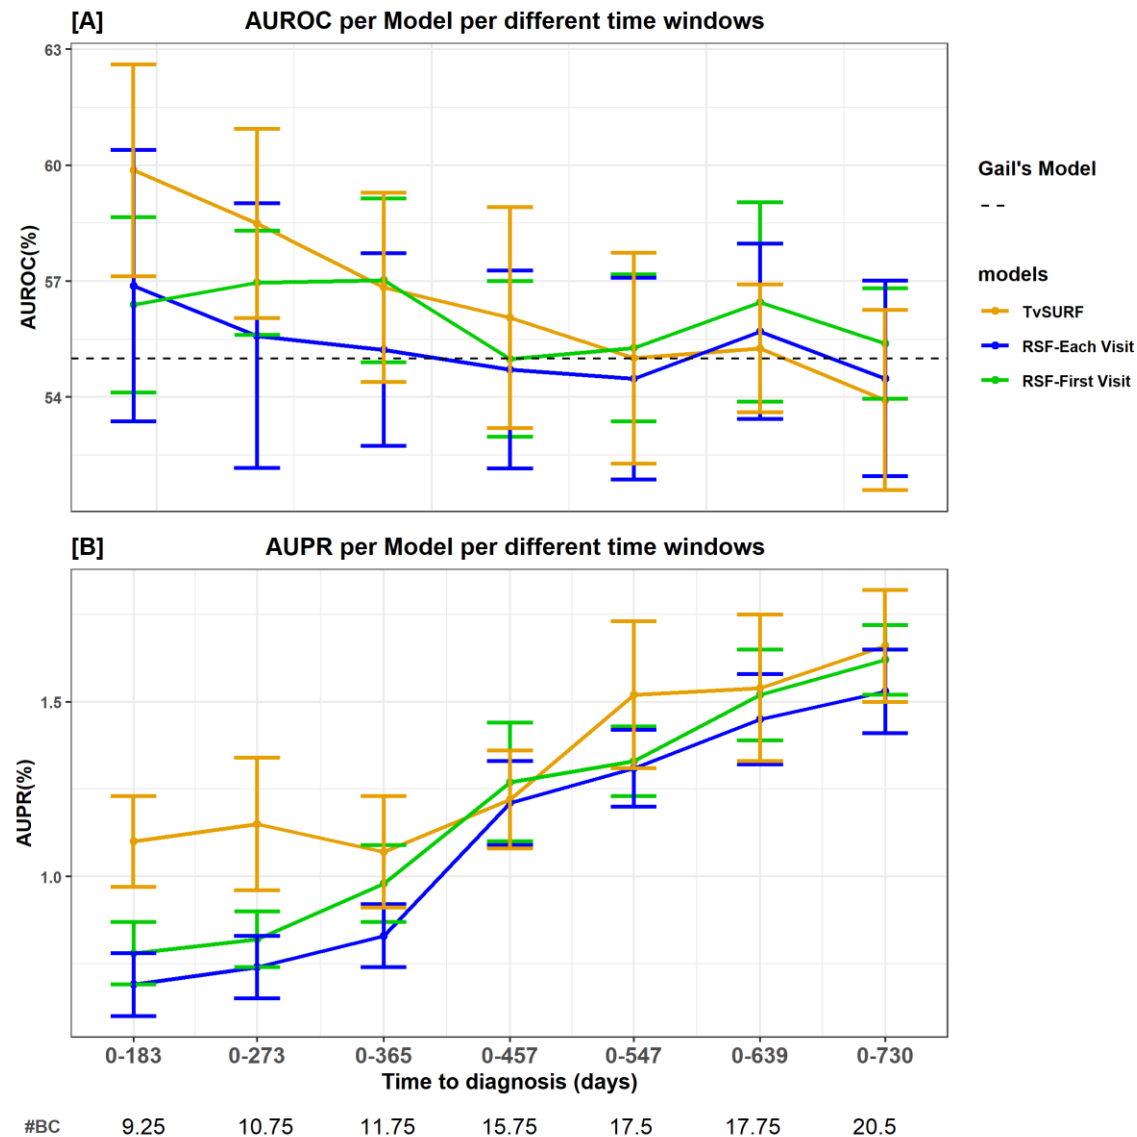 [A] AUROC per Model per different time windows
63
60
57
54
AUROC(%)
Gail's Model
models
TvSURF
RSF-Each Visit
RSF-First Visit
[B] AUPR per Model per different time windows
1.5
1.0
AUPR(%)
0-183 0-273 0-365 0-457 0-547 0-639 0-730
Time to diagnosis (days)
#BC 9.25 10.75 11.75 15.75 17.5 17.75 20.5